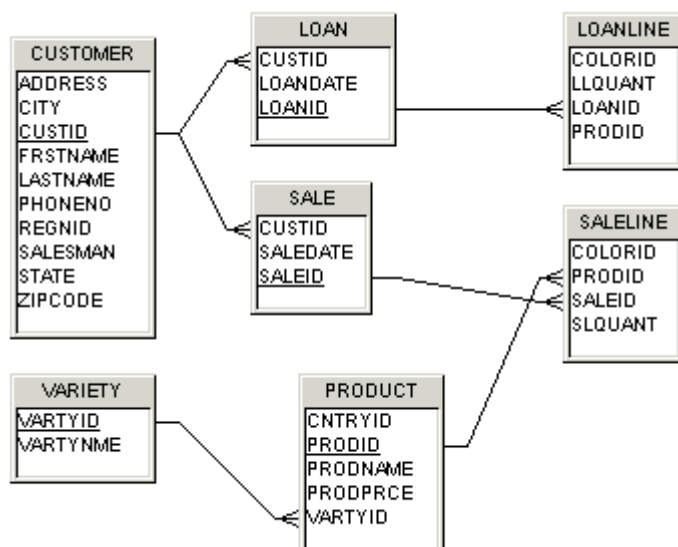 CUSTOMER
ADDRESS
CITY
CUSTID
FRSTNAME
LASTNAME
PHONENO
REGNID
SALESMAN
STATE
ZIPCODE
LOAN
CUSTID
LOANDATE
LOANID
LOANLINE
COLORID
LLQUANT
LOANID
PRODID
SALE
CUSTID
SALEDATE
SALEID
SALELINE
COLORID
PRODID
SALEID
SLQUANT
VARIETY
VARTYID
VARTYNME
PRODUCT
CNTRYID
PRODID
PRODNAME
PRODPRCE
VARTYID